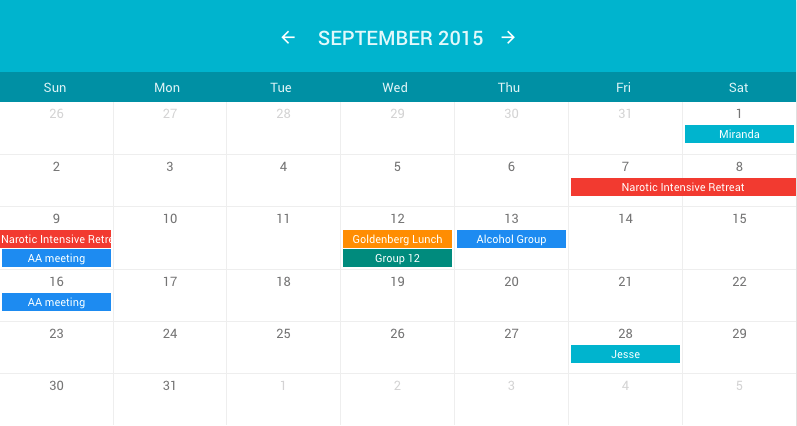 ← SEPTEMBER 2015 →
Sun Mon Tue Wed Thu Fri Sat
26 27 28 29 30 31 1
Miranda
2 3 4 5 6 7 8
Narotic Intensive Retreat
9 10 11 12 13 14 15
Narotic Intensive Retre Goldenberg Lunch Alcohol Group
AA meeting Group 12
16 17 18 19 20 21 22
AA meeting
23 24 25 26 27 28 29
Jesse
30 31 1 2 3 4 5